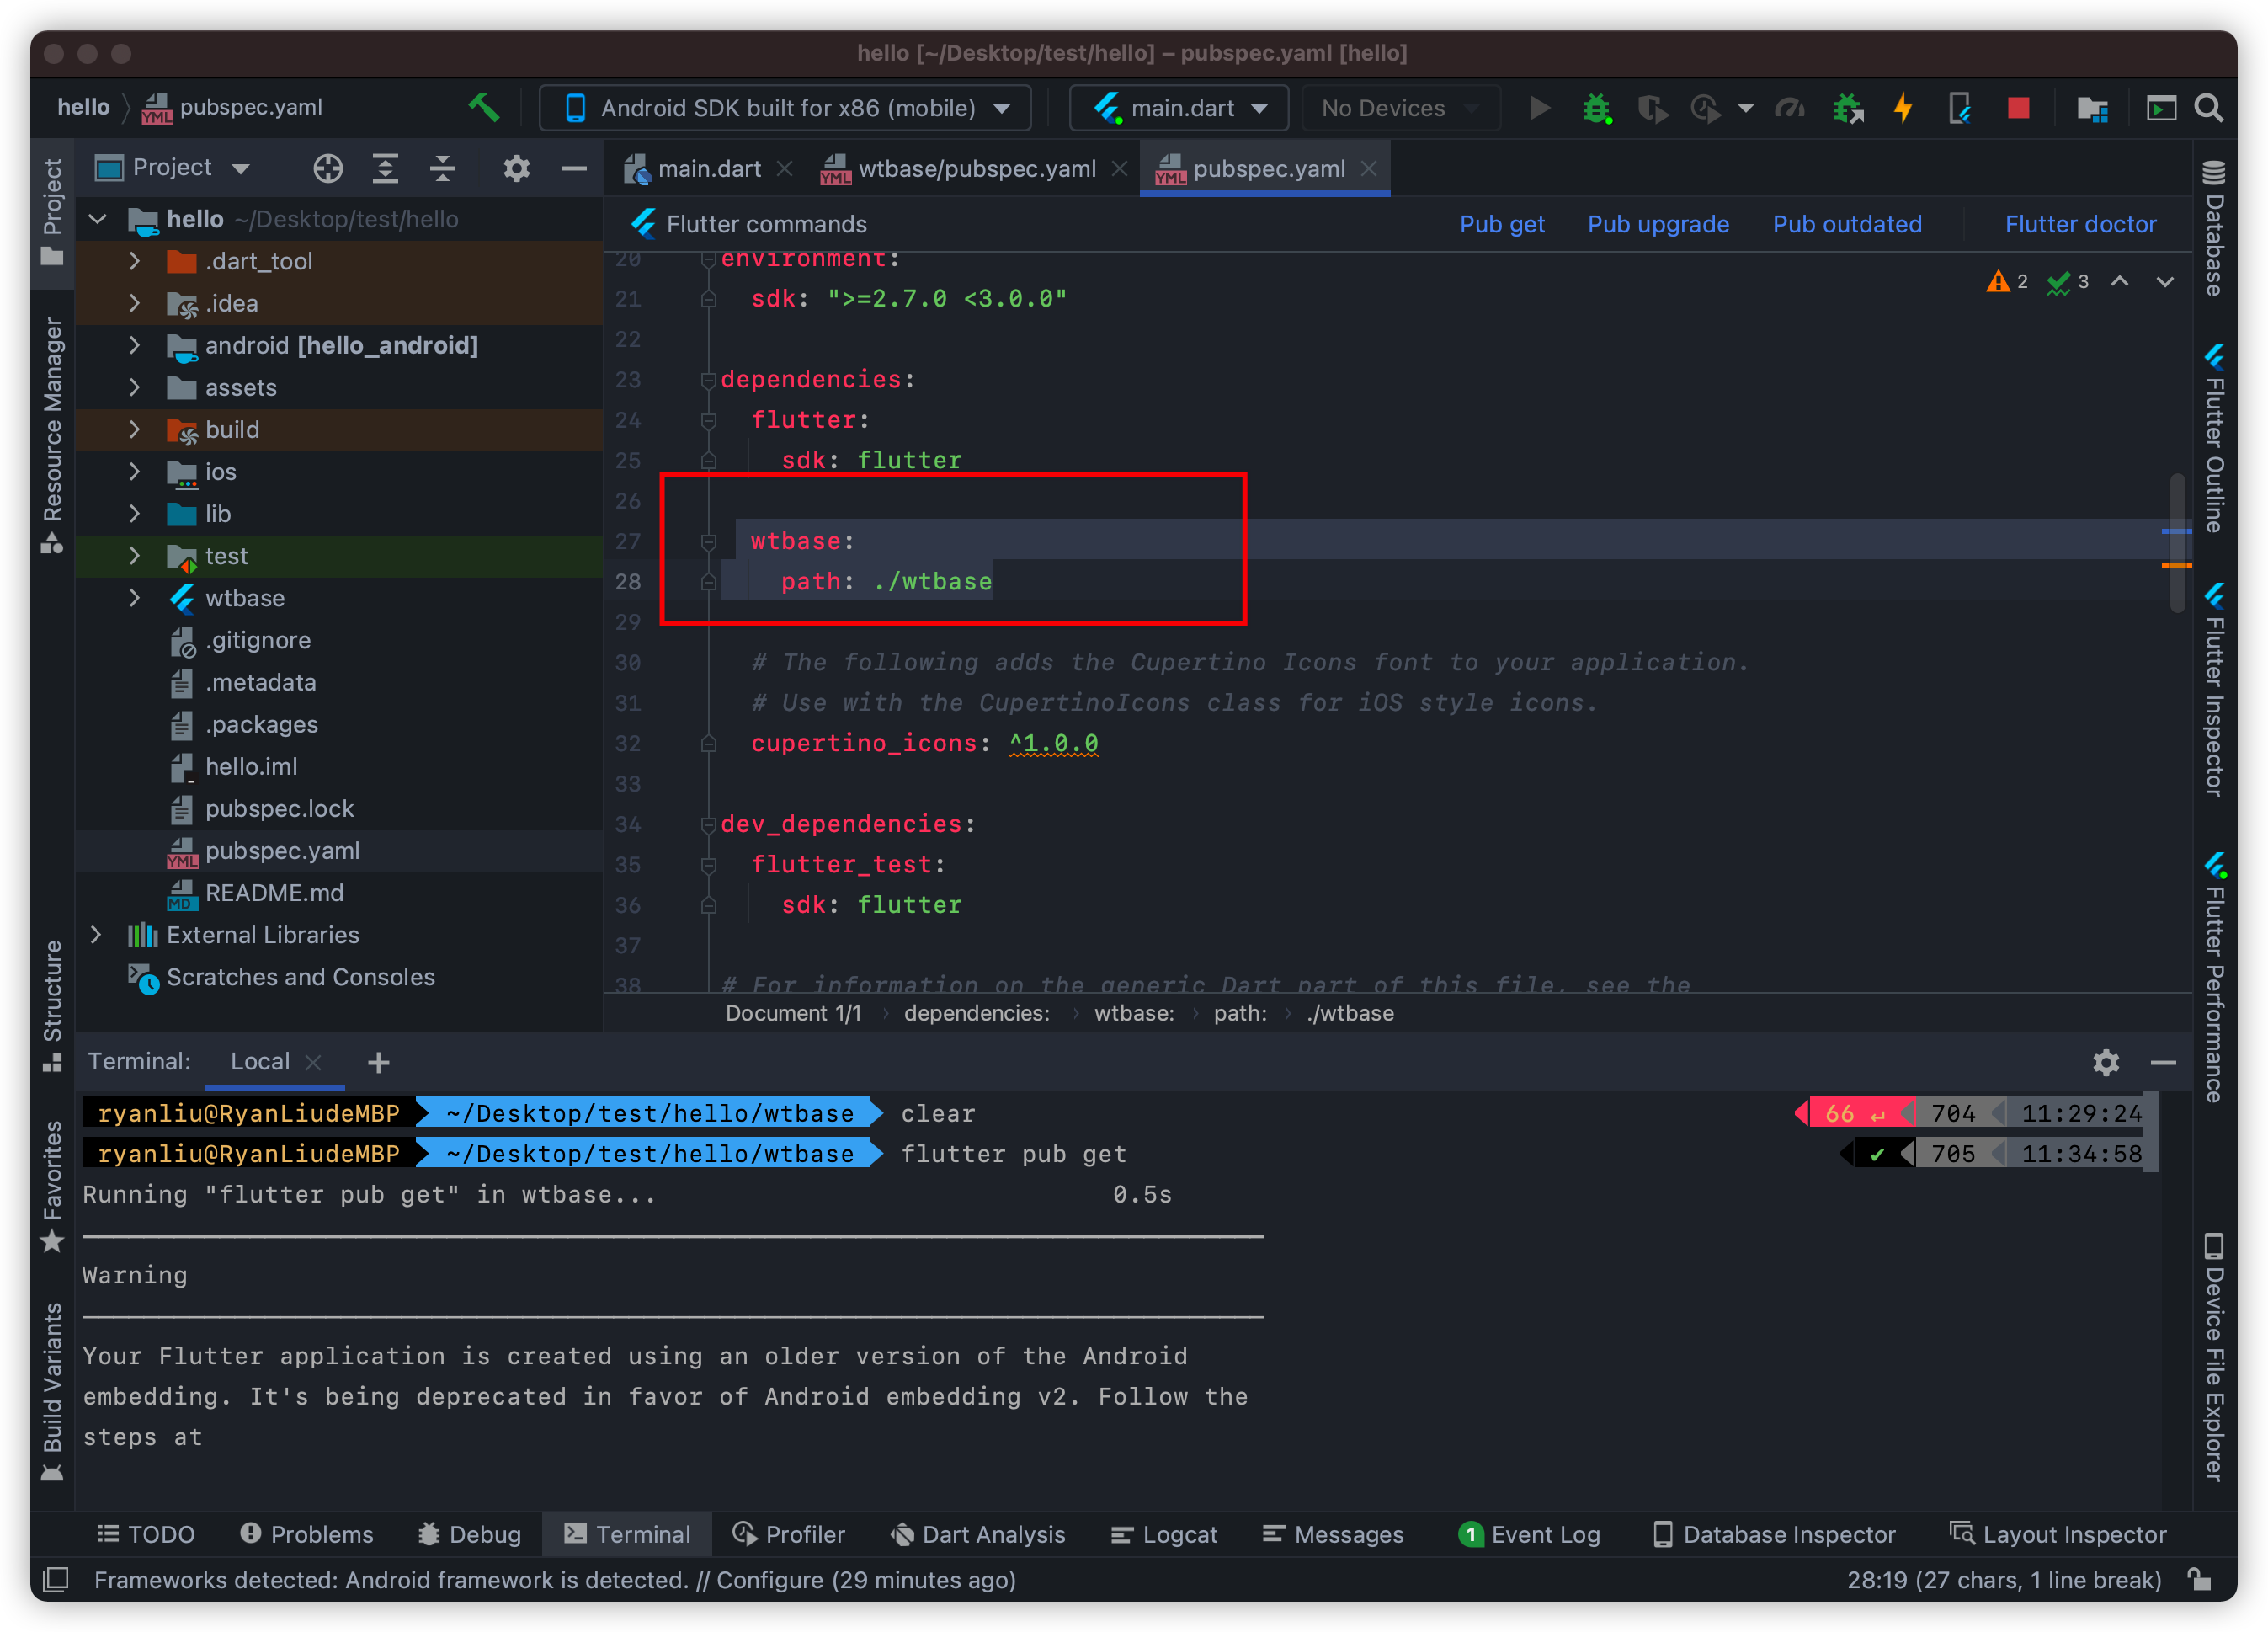 hello [~/Desktop/test/hello] – pubspec.yaml [hello]
hello pubspec.yaml Android SDK built for x86 (mobile) main.dart No Devices
Project
main.dart wtbase/pubspec.yaml pubspec.yaml
Flutter commands Pub get Pub upgrade Pub outdated Flutter doctor
Project
Resource Manager
Structure
Favorites
Build Variants
hello ~/Desktop/test/hello
.dart_tool
.idea
android [hello_android]
assets
build
ios
lib
test
wtbase
.gitignore
.metadata
.packages
hello.iml
pubspec.lock
pubspec.yaml
README.md
External Libraries
Scratches and Consoles
2 3
20 environment:
21 sdk: ">=2.7.0 <3.0.0"
22
23 dependencies:
24 flutter:
25 sdk: flutter
26
27 wtbase:
28 path: ./wtbase
29
30 # The following adds the Cupertino Icons font to your application.
31 # Use with the CupertinoIcons class for iOS style icons.
32 cupertino_icons: ^1.0.0
33
34 dev_dependencies:
35 flutter_test:
36 sdk: flutter
37
38 # For information on the generic Dart part of this file, see the
Document 1/1 › dependencies: › wtbase: › path: › ./wtbase
Database
Flutter Outline
Flutter Inspector
Flutter Performance
Device File Explorer
Terminal: Local +
ryanliu@RyanLiudeMBP ~/Desktop/test/hello/wtbase clear 66 ↵ 704 11:29:24
ryanliu@RyanLiudeMBP ~/Desktop/test/hello/wtbase flutter pub get ✔ 705 11:34:58
Running "flutter pub get" in wtbase... 0.5s
Warning
Your Flutter application is created using an older version of the Android
embedding. It's being deprecated in favor of Android embedding v2. Follow the
steps at
TODO Problems Debug Terminal Profiler Dart Analysis Logcat Messages 1 Event Log Database Inspector Layout Inspector
Frameworks detected: Android framework is detected. // Configure (29 minutes ago) 28:19 (27 chars, 1 line break)